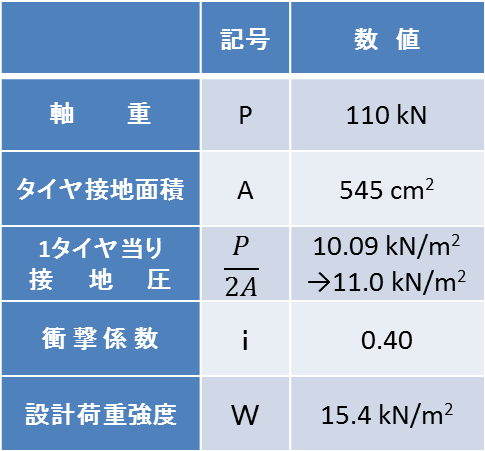 記号 数値
軸重 P 110 kN
タイヤ接地面積 A 545 cm²
1タイヤ当り
接地圧 P/2A 10.09 kN/m²
→11.0 kN/m²
衝撃係数 i 0.40
設計荷重強度 W 15.4 kN/m²